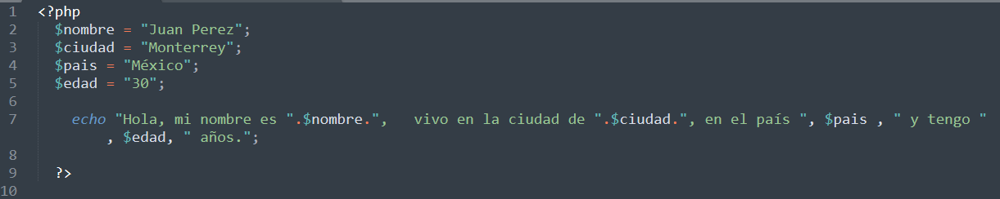 1 <?php
2 $nombre = "Juan Perez";
3 $ciudad = "Monterrey";
4 $pais = "México";
5 $edad = "30";
6
7 echo "Hola, mi nombre es ".$nombre.",   vivo en la ciudad de ".$ciudad.", en el país ", $pais , " y tengo "
, $edad, " años.";
8
9 ?>
10